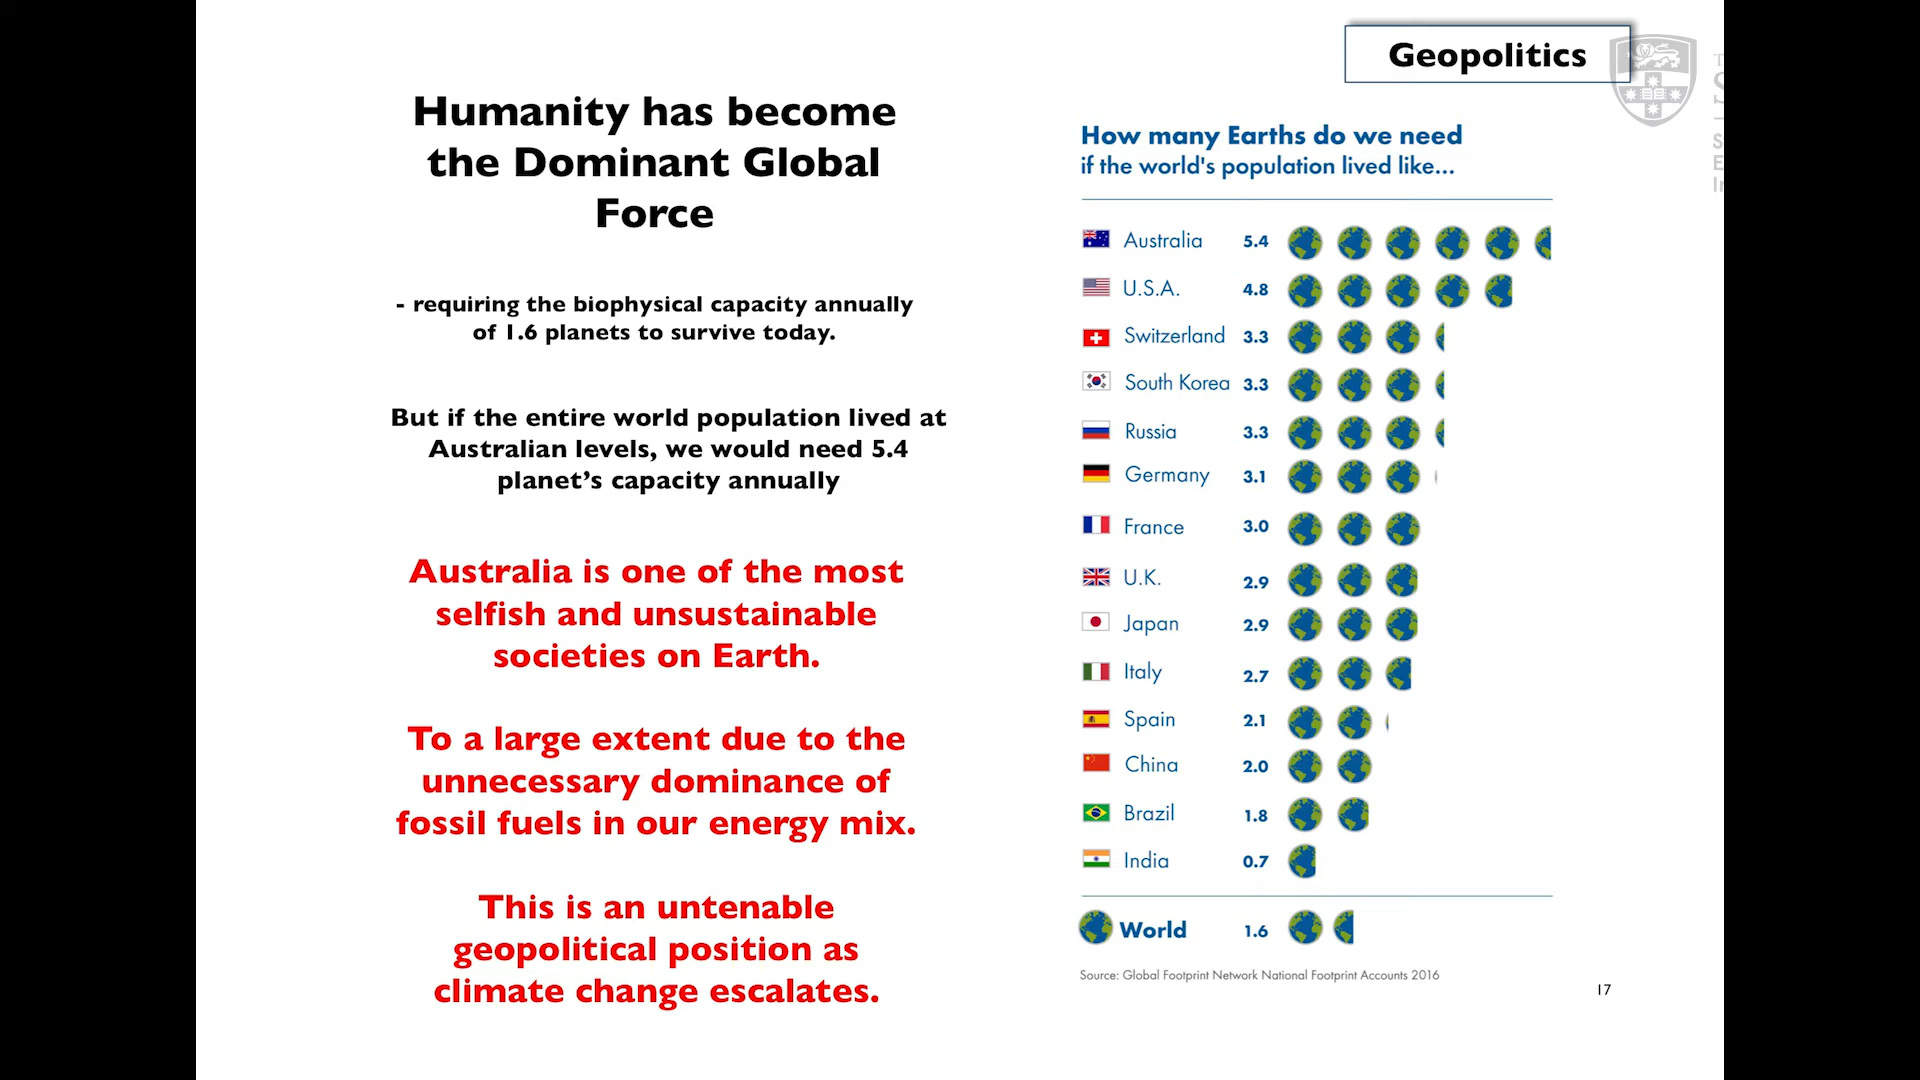 Geopolitics
Humanity has become
the Dominant Global
Force
- requiring the biophysical capacity annually
of 1.6 planets to survive today.
But if the entire world population lived at
Australian levels, we would need 5.4
planet's capacity annually
Australia is one of the most
selfish and unsustainable
societies on Earth.
To a large extent due to the
unnecessary dominance of
fossil fuels in our energy mix.
This is an untenable
geopolitical position as
climate change escalates.
How many Earths do we need
if the world's population lived like...
Australia 5.4
U.S.A. 4.8
Switzerland 3.3
South Korea 3.3
Russia 3.3
Germany 3.1
France 3.0
U.K. 2.9
Japan 2.9
Italy 2.7
Spain 2.1
China 2.0
Brazil 1.8
India 0.7
World 1.6
Source: Global Footprint Network National Footprint Accounts 2016
17